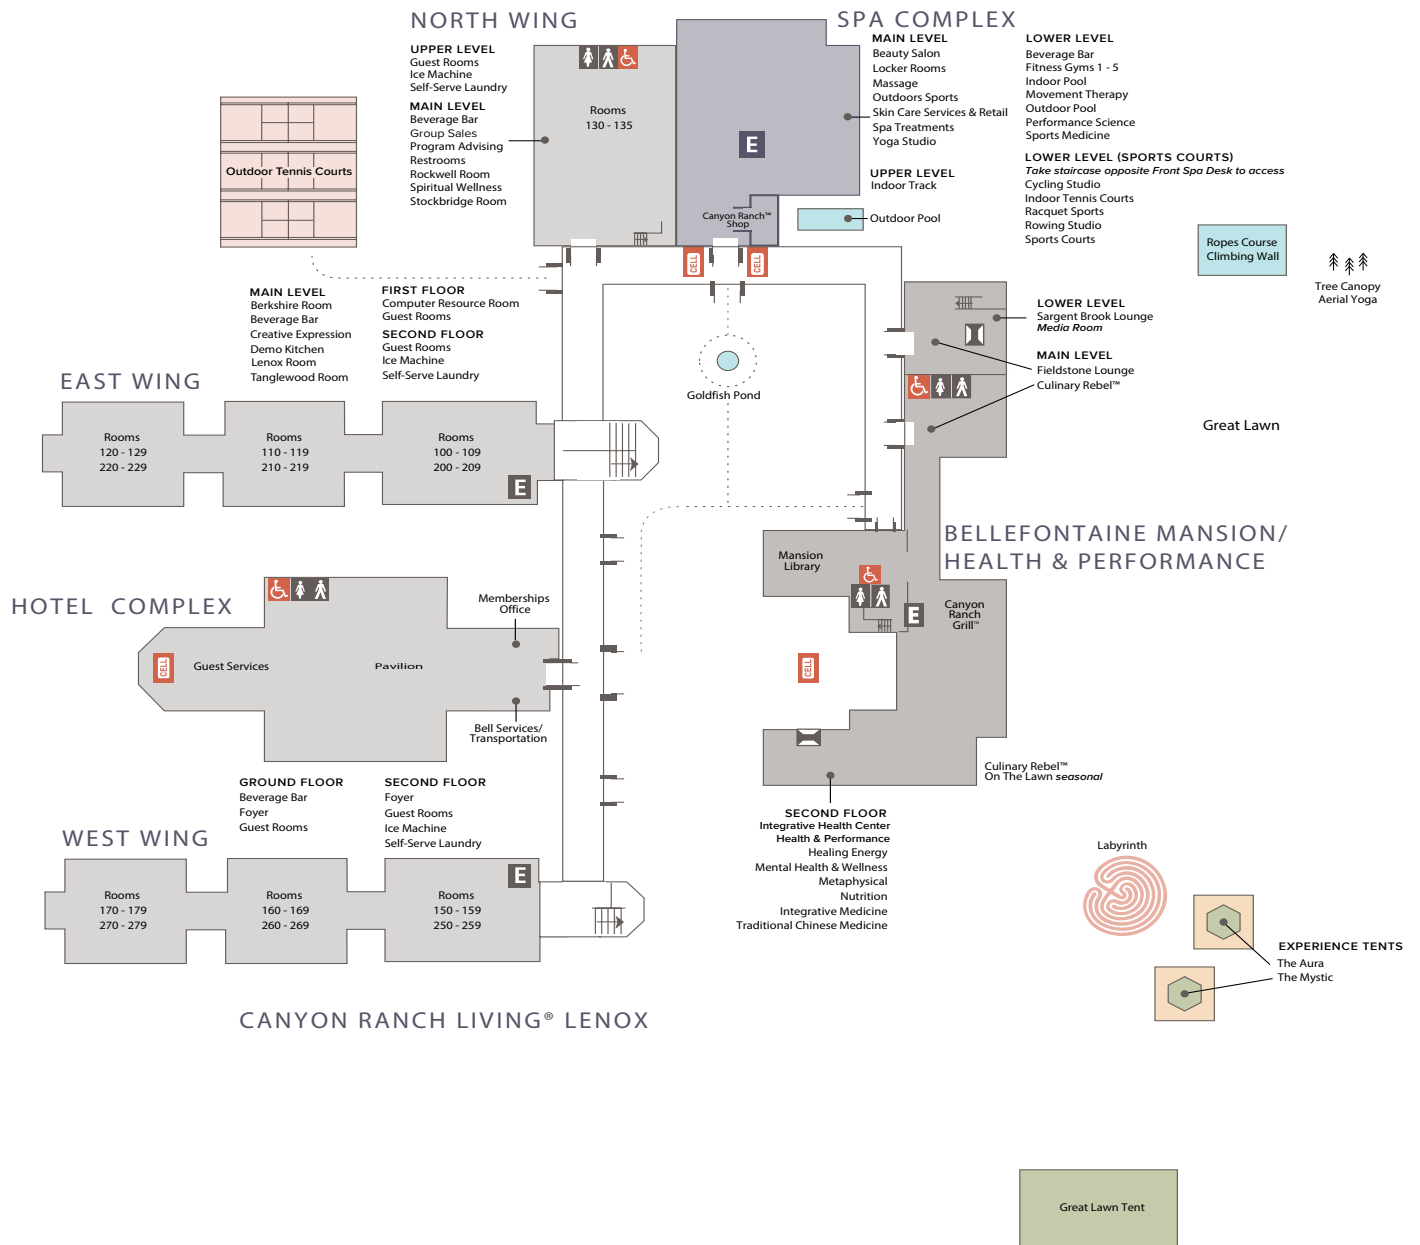 NORTH WING
UPPER LEVEL
Guest Rooms
Ice Machine
Self-Serve Laundry
MAIN LEVEL
Beverage Bar
Group Sales
Program Advising
Restrooms
Rockwell Room
Spiritual Wellness
Stockbridge Room
Rooms
130 - 135
SPA COMPLEX
MAIN LEVEL
Beauty Salon
Locker Rooms
Massage
Outdoors Sports
Skin Care Services & Retail
Spa Treatments
Yoga Studio
UPPER LEVEL
Indoor Track
LOWER LEVEL
Beverage Bar
Fitness Gyms 1 - 5
Indoor Pool
Movement Therapy
Outdoor Pool
Performance Science
Sports Medicine
LOWER LEVEL (SPORTS COURTS)
Take staircase opposite Front Spa Desk to access
Cycling Studio
Indoor Tennis Courts
Racquet Sports
Rowing Studio
Sports Courts
E
Canyon Ranch™
Shop
Outdoor Pool
CELL
CELL
Outdoor Tennis Courts
Ropes Course
Climbing Wall
Tree Canopy
Aerial Yoga
MAIN LEVEL
Berkshire Room
Beverage Bar
Creative Expression
Demo Kitchen
Lenox Room
Tanglewood Room
FIRST FLOOR
Computer Resource Room
Guest Rooms
SECOND FLOOR
Guest Rooms
Ice Machine
Self-Serve Laundry
EAST WING
Rooms
120 - 129
220 - 229
Rooms
110 - 119
210 - 219
Rooms
100 - 109
200 - 209
E
Goldfish Pond
LOWER LEVEL
Sargent Brook Lounge
Media Room
MAIN LEVEL
Fieldstone Lounge
Culinary Rebel™
Great Lawn
BELLEFONTAINE MANSION/
HEALTH & PERFORMANCE
Mansion
Library
E
Canyon
Ranch
Grill™
CELL
HOTEL COMPLEX
CELL
Guest Services
Pavilion
Memberships
Office
Bell Services/
Transportation
Culinary Rebel™
On The Lawn seasonal
SECOND FLOOR
Integrative Health Center
Health & Performance
Healing Energy
Mental Health & Wellness
Metaphysical
Nutrition
Integrative Medicine
Traditional Chinese Medicine
GROUND FLOOR
Beverage Bar
Foyer
Guest Rooms
SECOND FLOOR
Foyer
Guest Rooms
Ice Machine
Self-Serve Laundry
WEST WING
Rooms
170 - 179
270 - 279
Rooms
160 - 169
260 - 269
Rooms
150 - 159
250 - 259
E
Labyrinth
EXPERIENCE TENTS
The Aura
The Mystic
CANYON RANCH LIVING® LENOX
Great Lawn Tent